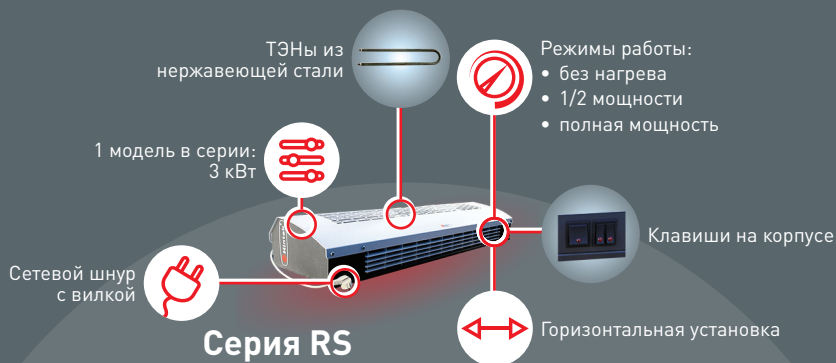 ТЭНы из
нержавеющей стали
Режимы работы:
• без нагрева
• 1/2 мощности
• полная мощность
1 модель в серии:
3 кВт
Клавиши на корпусе
Сетевой шнур
с вилкой
Горизонтальная установка
Серия RS